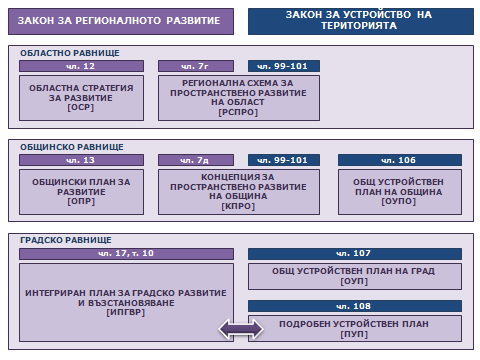 ЗАКОН ЗА РЕГИОНАЛНОТО РАЗВИТИЕ
ЗАКОН ЗА УСТРОЙСТВО НА
ТЕРИТОРИЯТА
ОБЛАСТНО РАВНИЩЕ
чл. 12
чл. 7г
чл. 99-101
ОБЛАСТНА СТРАТЕГИЯ
ЗА РАЗВИТИЕ
[ОСР]
РЕГИОНАЛНА СХЕМА ЗА
ПРОСТРАНСТВЕНО РАЗВИТИЕ
НА ОБЛАСТ
[РСПРО]
ОБЩИНСКО РАВНИЩЕ
чл. 13
чл. 7д
чл. 99-101
чл. 106
ОБЩИНСКИ ПЛАН ЗА
РАЗВИТИЕ
[ОПР]
КОНЦЕПЦИЯ ЗА
ПРОСТРАНСТВЕНО РАЗВИТИЕ
НА ОБЩИНА
[КПРО]
ОБЩ УСТРОЙСТВЕН
ПЛАН НА ОБЩИНА
[ОУПО]
ГРАДСКО РАВНИЩЕ
чл. 17, т. 10
чл. 107
ИНТЕГРИРАН ПЛАН ЗА ГРАДСКО РАЗВИТИЕ
И ВЪЗСТАНОВЯВАНЕ
[ИПГВР]
ОБЩ УСТРОЙСТВЕН ПЛАН НА ГРАД
[ОУП]
чл. 108
ПОДРОБЕН УСТРОЙСТВЕН ПЛАН
[ПУП]